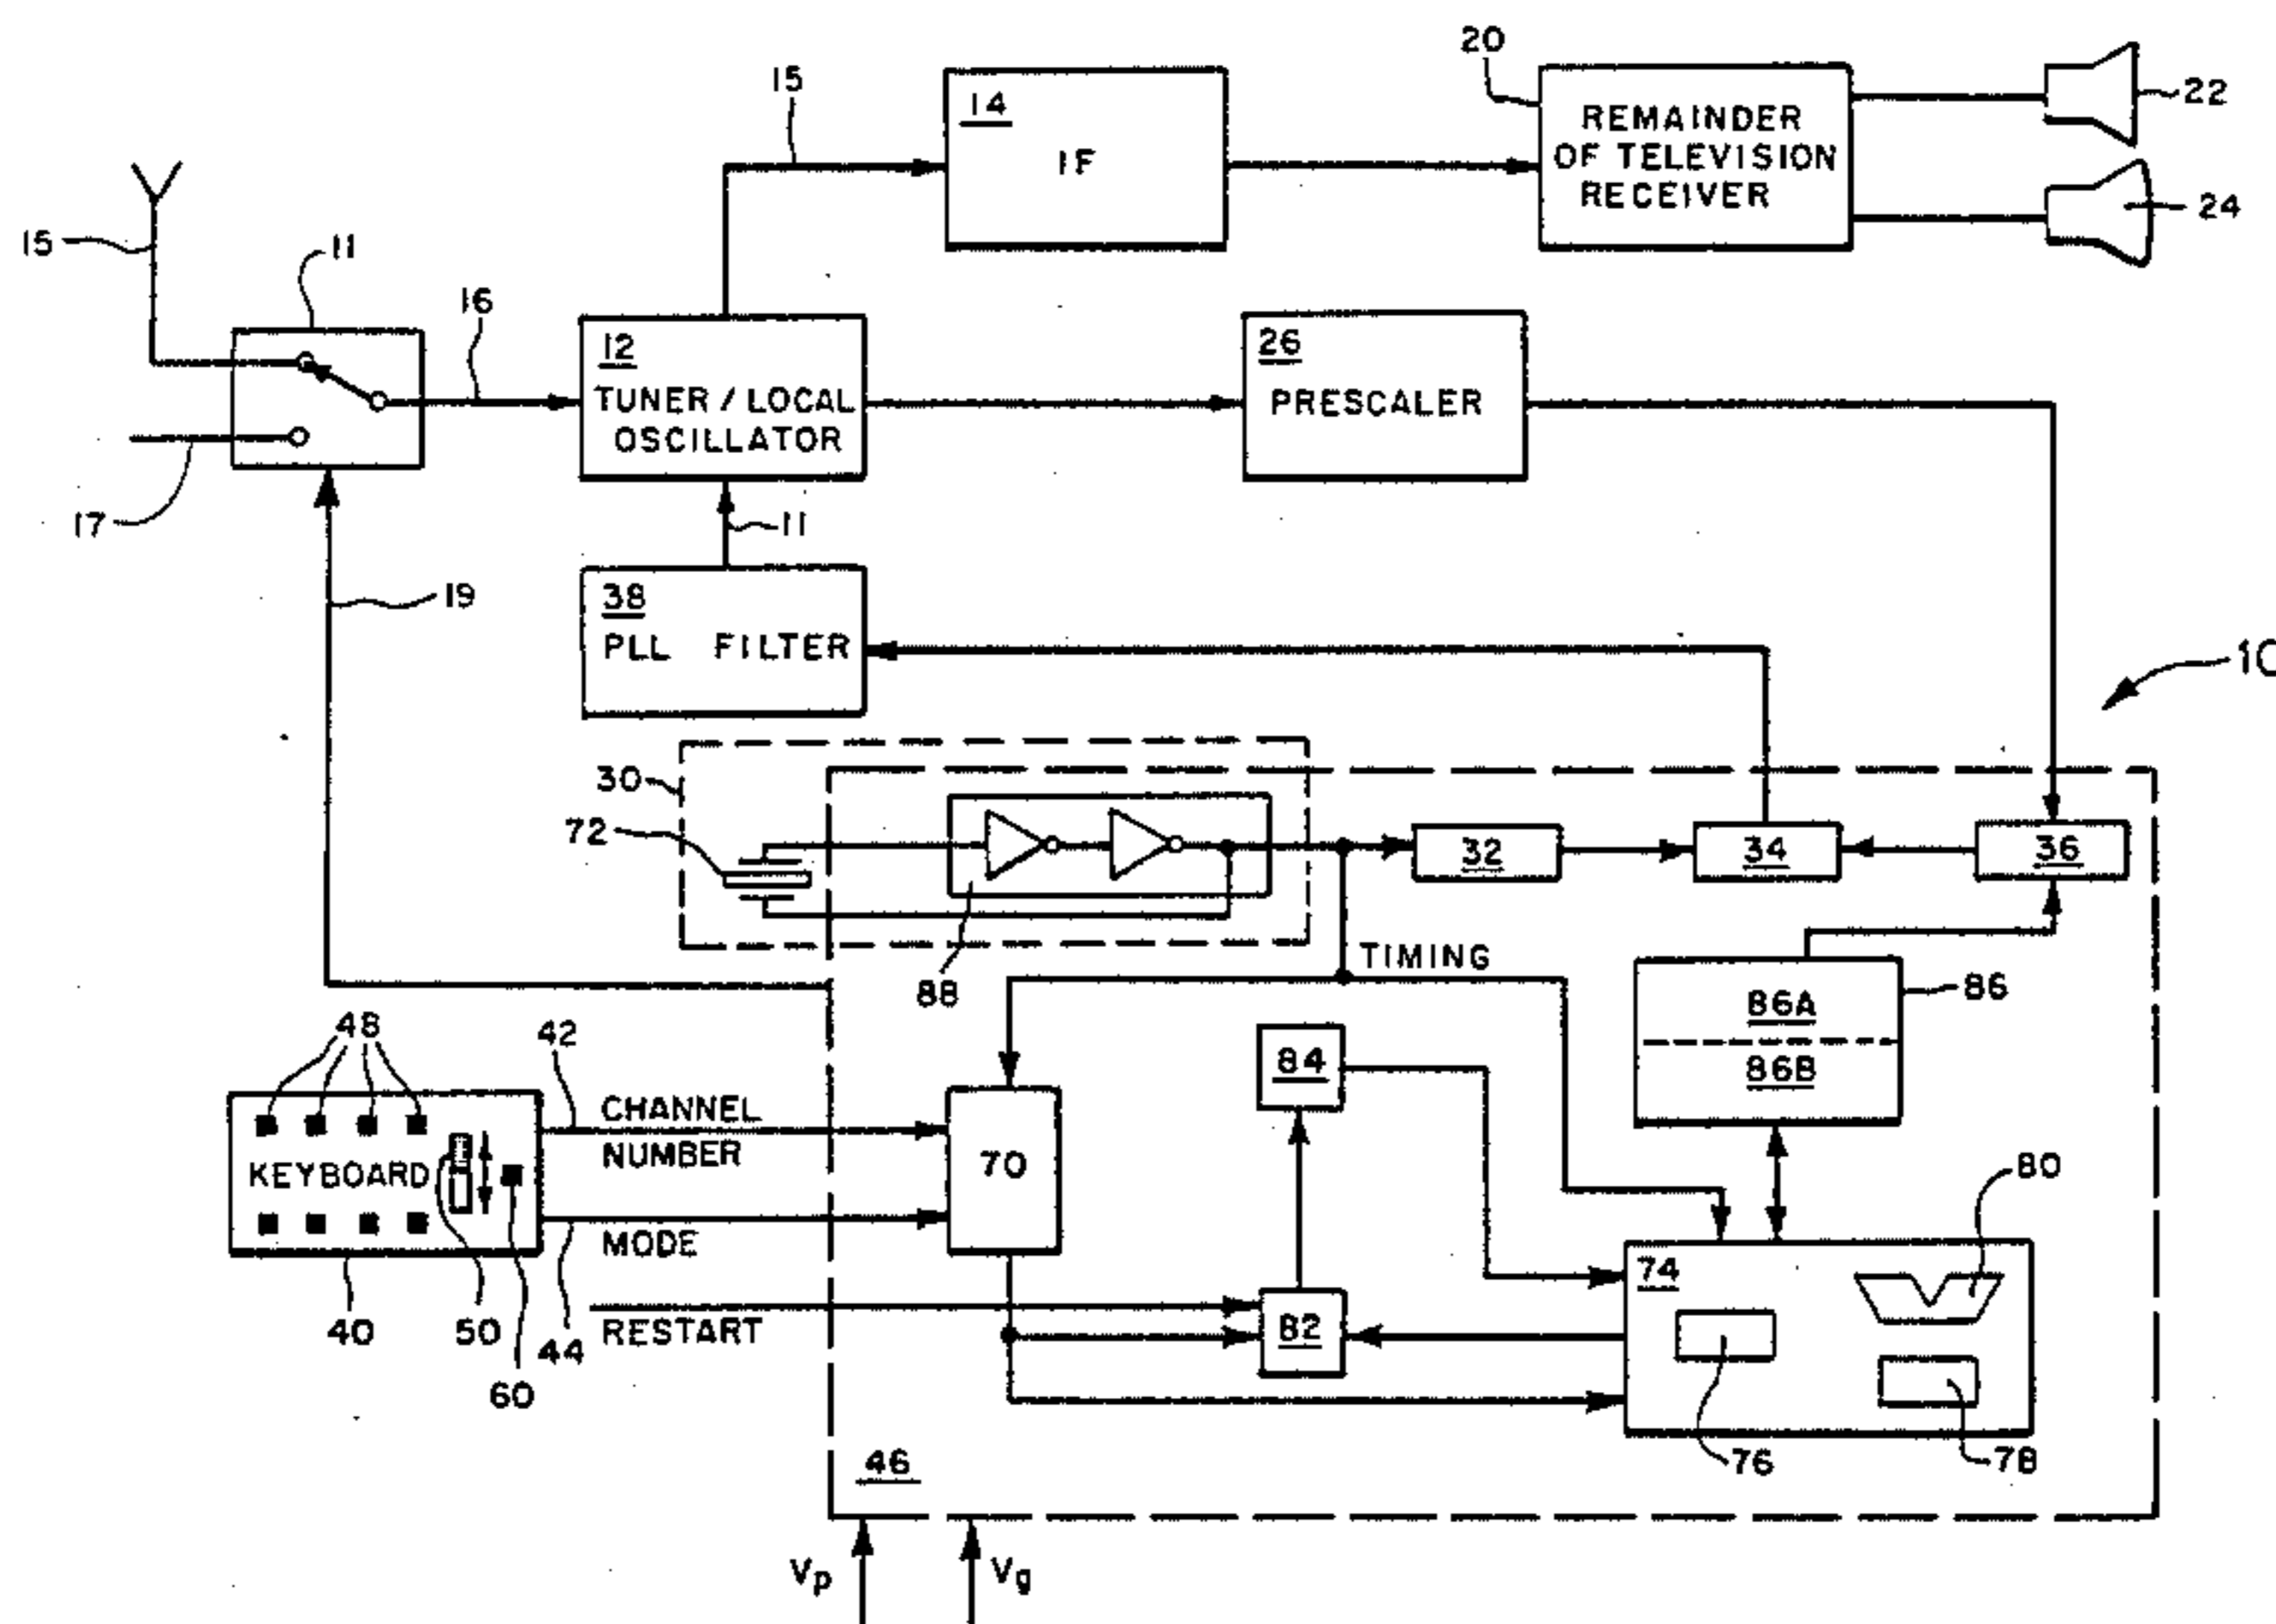 20
15
14
IF
REMAINDER
OF TELEVISION
RECEIVER
22
24
15
11
16
12
TUNER / LOCAL
OSCILLATOR
26
PRESCALER
17
11
19
38
PLL FILTER
10
30
72
32
34
36
88
TIMING
86A
86
86B
48
42
84
CHANNEL
NUMBER
KEYBOARD
70
80
MODE
74
40
50
44
RESTART
82
60
46
76
78
Vp
Vg